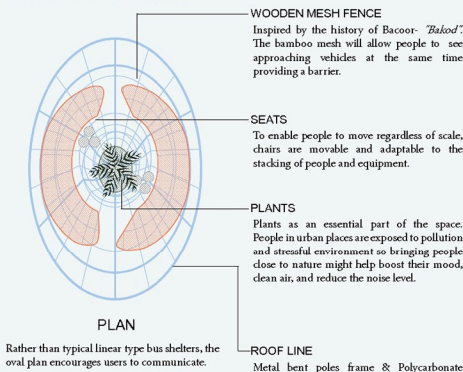 WOODEN MESH FENCE
Inspired by the history of Bacoor- "Bakod".
The bamboo mesh will allow people to see
approaching vehicles at the same time
providing a barrier.
SEATS
To enable people to move regardless of scale,
chairs are movable and adaptable to the
stacking of people and equipment.
PLANTS
Plants as an essential part of the space.
People in urban places are exposed to pollution
and stressful environment so bringing people
close to nature might help boost their mood,
clean air, and reduce the noise level.
PLAN
Rather than typical linear type bus shelters, the
oval plan encourages users to communicate.
ROOF LINE
Metal bent poles frame & Polycarbonate